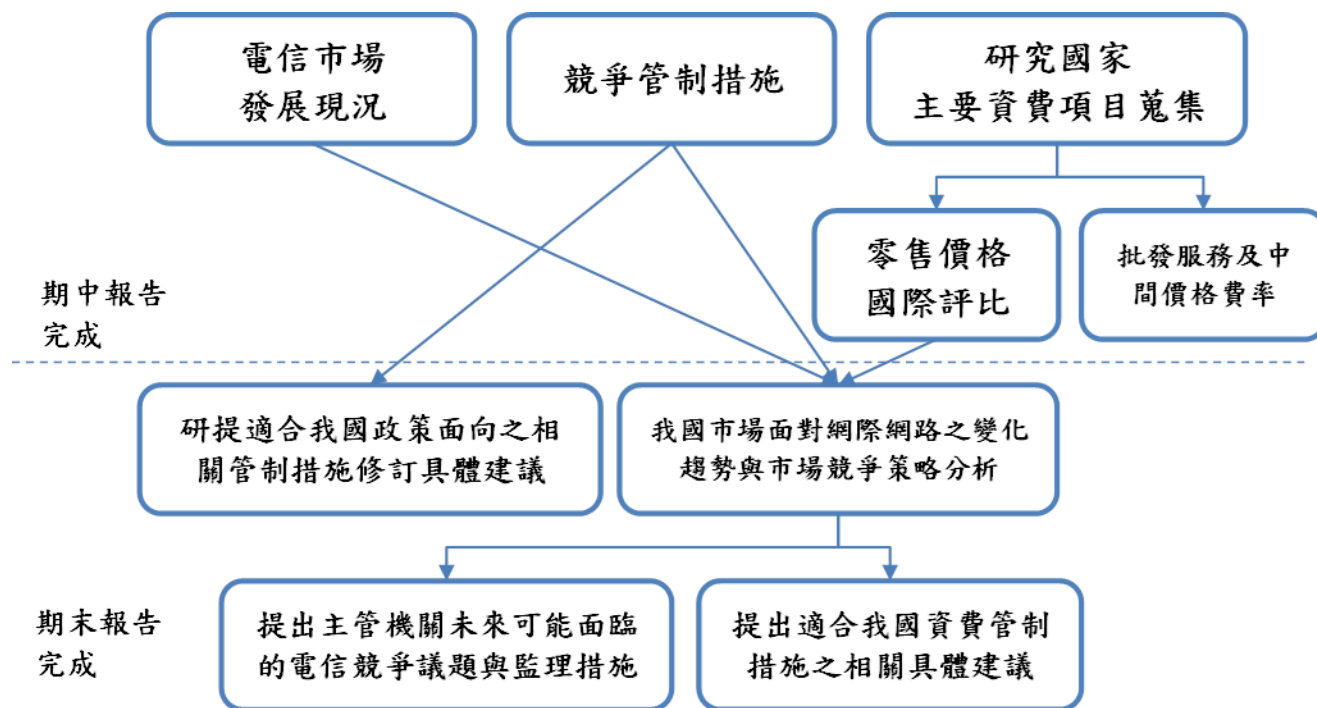 電信市場
發展現況
競爭管制措施
研究國家
主要資費項目蒐集
零售價格
國際評比
批發服務及中
間價格費率
期中報告
完成
研提適合我國政策面向之相
關管制措施修訂具體建議
我國市場面對網際網路之變化
趨勢與市場競爭策略分析
期末報告
完成
提出主管機關未來可能面臨
的電信競爭議題與監理措施
提出適合我國資費管制
措施之相關具體建議